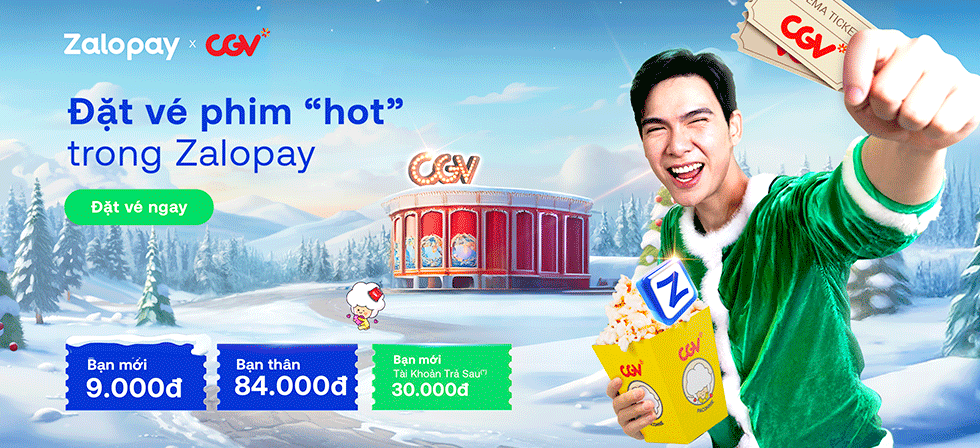 Zalopay x CGV*
Đặt vé phim “hot”
trong Zalopay
Đặt vé ngay
Bạn mới
9.000đ
Bạn thân
84.000đ
Bạn mới
Tài Khoản Trả Sau(*)
30.000đ
CGV
CGV
TICKET
Z
CGV
CGV